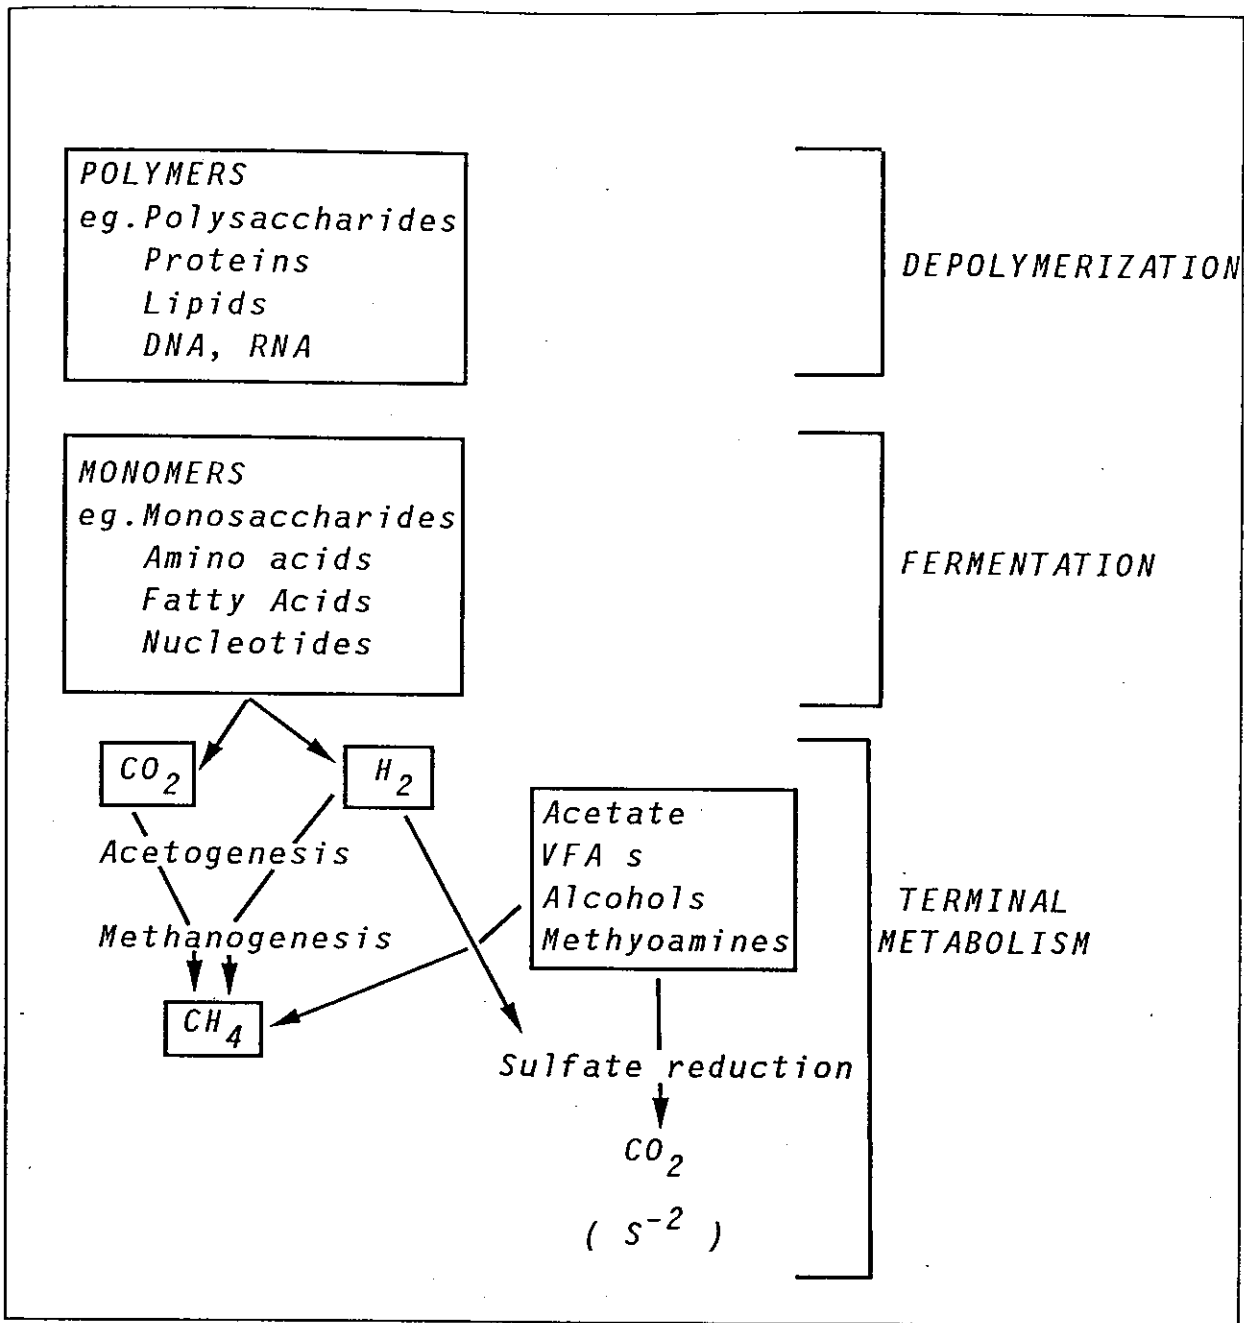 POLYMERS
eg.Polysaccharides
Proteins
Lipids
DNA, RNA
DEPOLYMERIZATION
MONOMERS
eg.Monosaccharides
Amino acids
Fatty Acids
Nucleotides
FERMENTATION
CO2
H2
Acetogenesis
Methanogenesis
CH4
Acetate
VFA s
Alcohols
Methyoamines
TERMINAL
METABOLISM
Sulfate reduction
CO2
( S-2 )